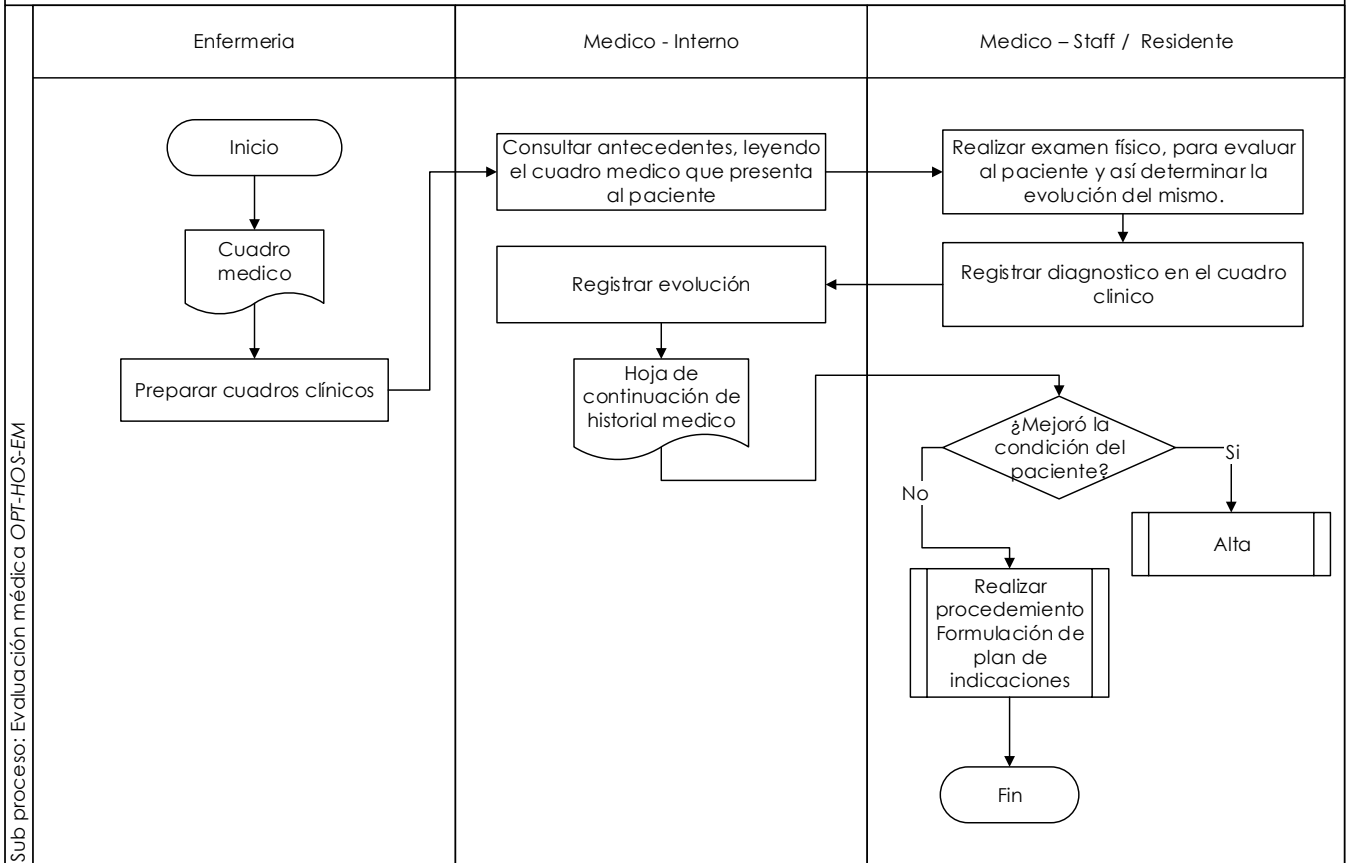 Sub proceso: Evaluación médica OPT-HOS-EM
Enfermeria
Medico - Interno
Medico – Staff / Residente
Inicio
Cuadro
medico
Preparar cuadros clínicos
Consultar antecedentes, leyendo
el cuadro medico que presenta
al paciente
Realizar examen físico, para evaluar
al paciente y así determinar la
evolución del mismo.
Registrar diagnostico en el cuadro
clinico
Registrar evolución
Hoja de
continuación de
historial medico
¿Mejoró la
condición del
paciente?
Si
No
Alta
Realizar
procedemiento
Formulación de
plan de
indicaciones
Fin